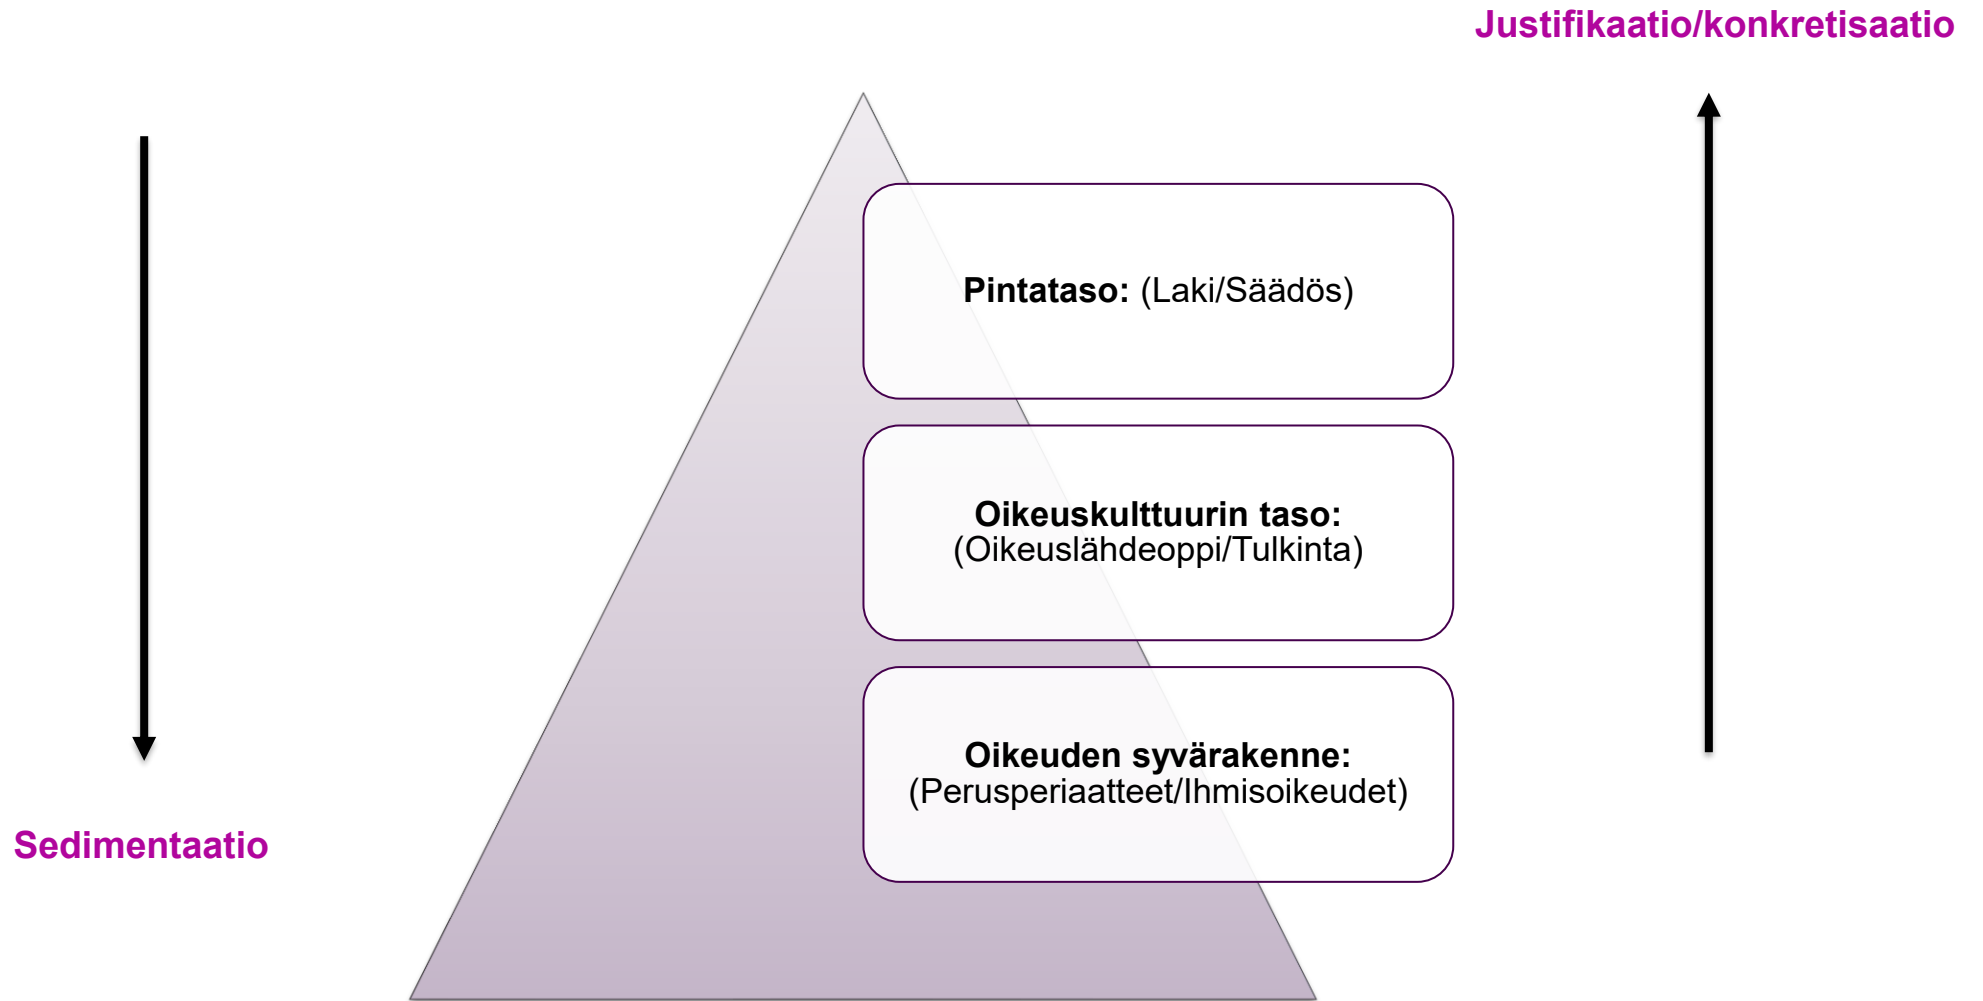 Justifikaatio/konkretisaatio
Pintataso: (Laki/Säädös)
Oikeuskulttuurin taso:
(Oikeuslähdeoppi/Tulkinta)
Oikeuden syvärakenne:
(Perusperiaatteet/Ihmisoikeudet)
Sedimentaatio